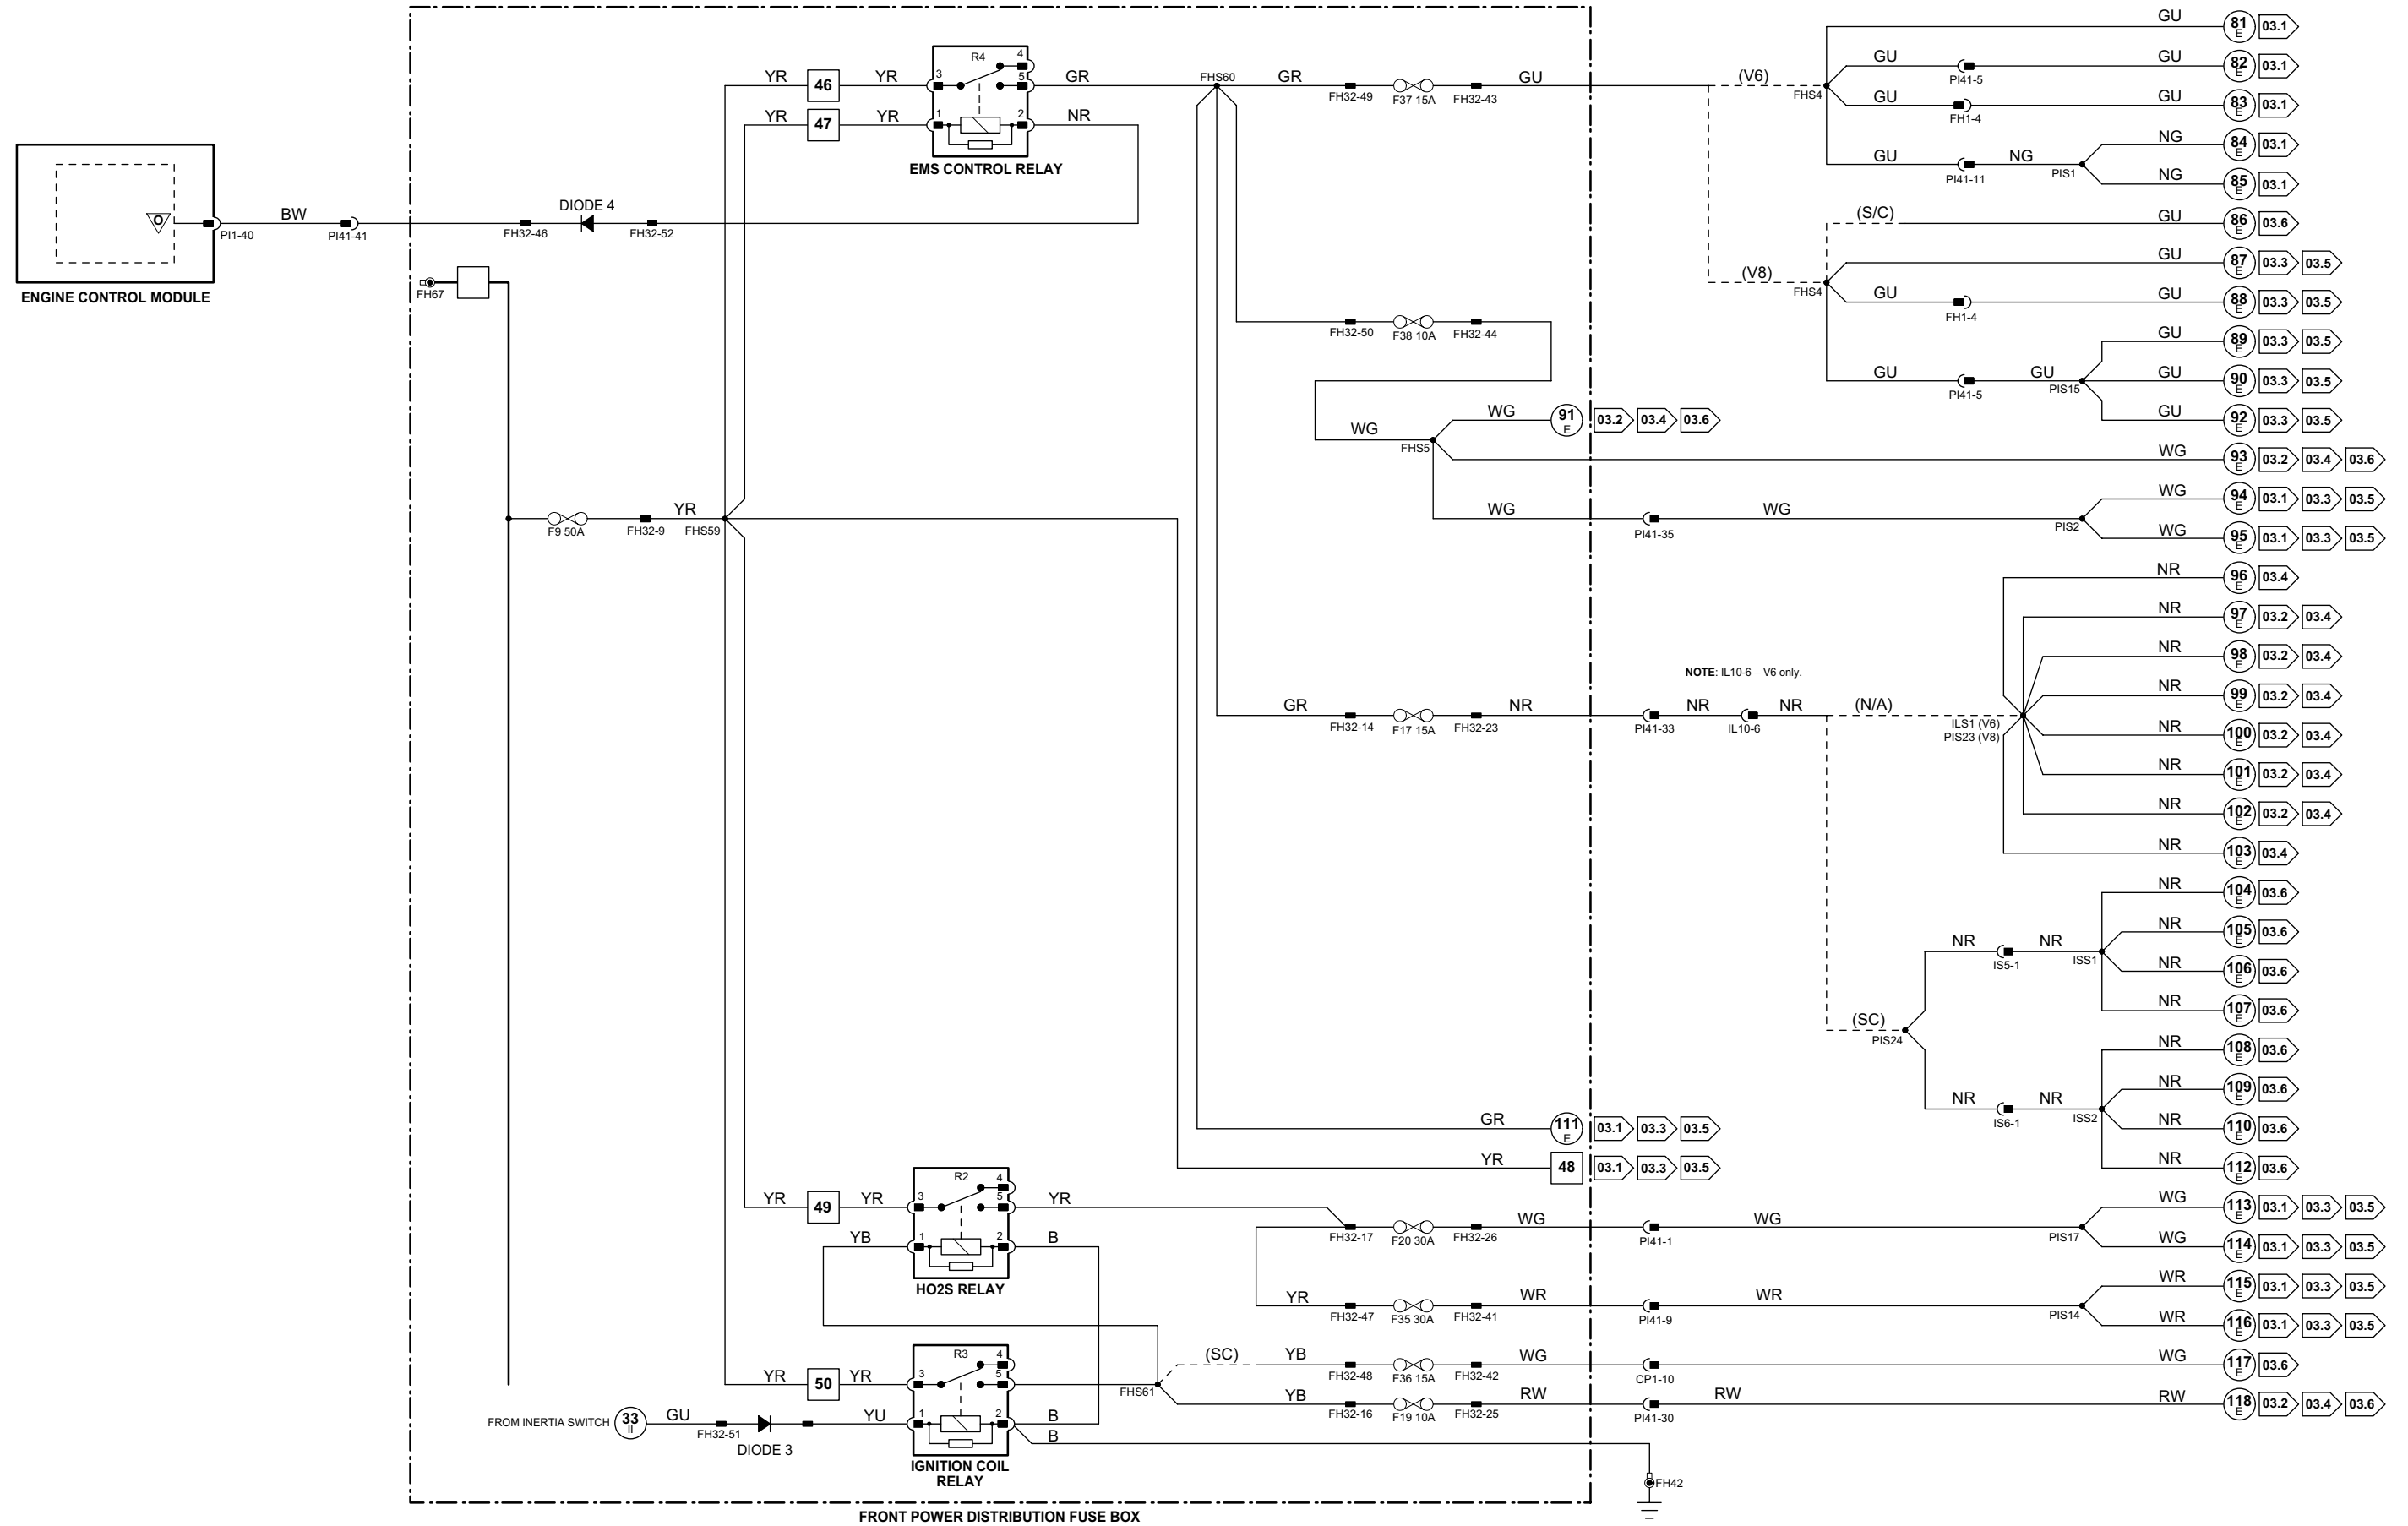 GU 81 E 03.1
R4 4
YR 46 YR 3 5 GR FHS60 GR FH32-49 F37 15A FH32-43 GU (V6) FHS4 GU PI41-5 GU 82 E 03.1
GU FH1-4 GU 83 E 03.1
YR 47 YR 1 2 NR
EMS CONTROL RELAY
GU PI41-11 NG PIS1 NG 84 E 03.1
NG 85 E 03.1
O PI1-40 BW PI41-41 FH32-46 DIODE 4 FH32-52
ENGINE CONTROL MODULE
(S/C) GU 86 E 03.6
FH67
(V8) FHS4 GU 87 E 03.3 03.5
GU FH1-4 GU 88 E 03.3 03.5
FH32-50 F38 10A FH32-44
GU 89 E 03.3 03.5
GU PI41-5 GU PIS15 GU 90 E 03.3 03.5
GU 92 E 03.3 03.5
WG FHS5 WG 91 E 03.2 03.4 03.6
WG 93 E 03.2 03.4 03.6
F9 50A FH32-9 YR FHS59
WG PI41-35 WG PIS2 WG 94 E 03.1 03.3 03.5
WG 95 E 03.1 03.3 03.5
NR 96 E 03.4
NR 97 E 03.2 03.4
NR 98 E 03.2 03.4
NOTE: IL10-6 – V6 only.
NR 99 E 03.2 03.4
GR FH32-14 F17 15A FH32-23 NR PI41-33 NR IL10-6 NR (N/A)
ILS1 (V6)
PIS23 (V8)
NR 100 E 03.2 03.4
NR 101 E 03.2 03.4
NR 102 E 03.2 03.4
NR 103 E 03.4
NR 104 E 03.6
NR 105 E 03.6
NR IS5-1 NR ISS1
NR 106 E 03.6
NR 107 E 03.6
(SC) PIS24
NR 108 E 03.6
NR 109 E 03.6
NR IS6-1 NR ISS2
NR 110 E 03.6
GR 111 E 03.1 03.3 03.5
YR 48 03.1 03.3 03.5
NR 112 E 03.6
R2 4
YR 49 YR 3 5 YR
YB 1 2 B
HO2S RELAY
FH32-17 F20 30A FH32-26 WG PI41-1 WG PIS17
WG 113 E 03.1 03.3 03.5
WG 114 E 03.1 03.3 03.5
YR FH32-47 F35 30A FH32-41 WR PI41-9 WR PIS14
WR 115 E 03.1 03.3 03.5
WR 116 E 03.1 03.3 03.5
R3 4
YR 50 YR 3 5 FHS61
(SC) YB FH32-48 F36 15A FH32-42 WG CP1-10 WG 117 E 03.6
YB FH32-16 F19 10A FH32-25 RW PI41-30 RW RW 118 E 03.2 03.4 03.6
FROM INERTIA SWITCH 33 II GU FH32-51 DIODE 3 YU 1 2 B
B
IGNITION COIL
RELAY
FH42
FRONT POWER DISTRIBUTION FUSE BOX